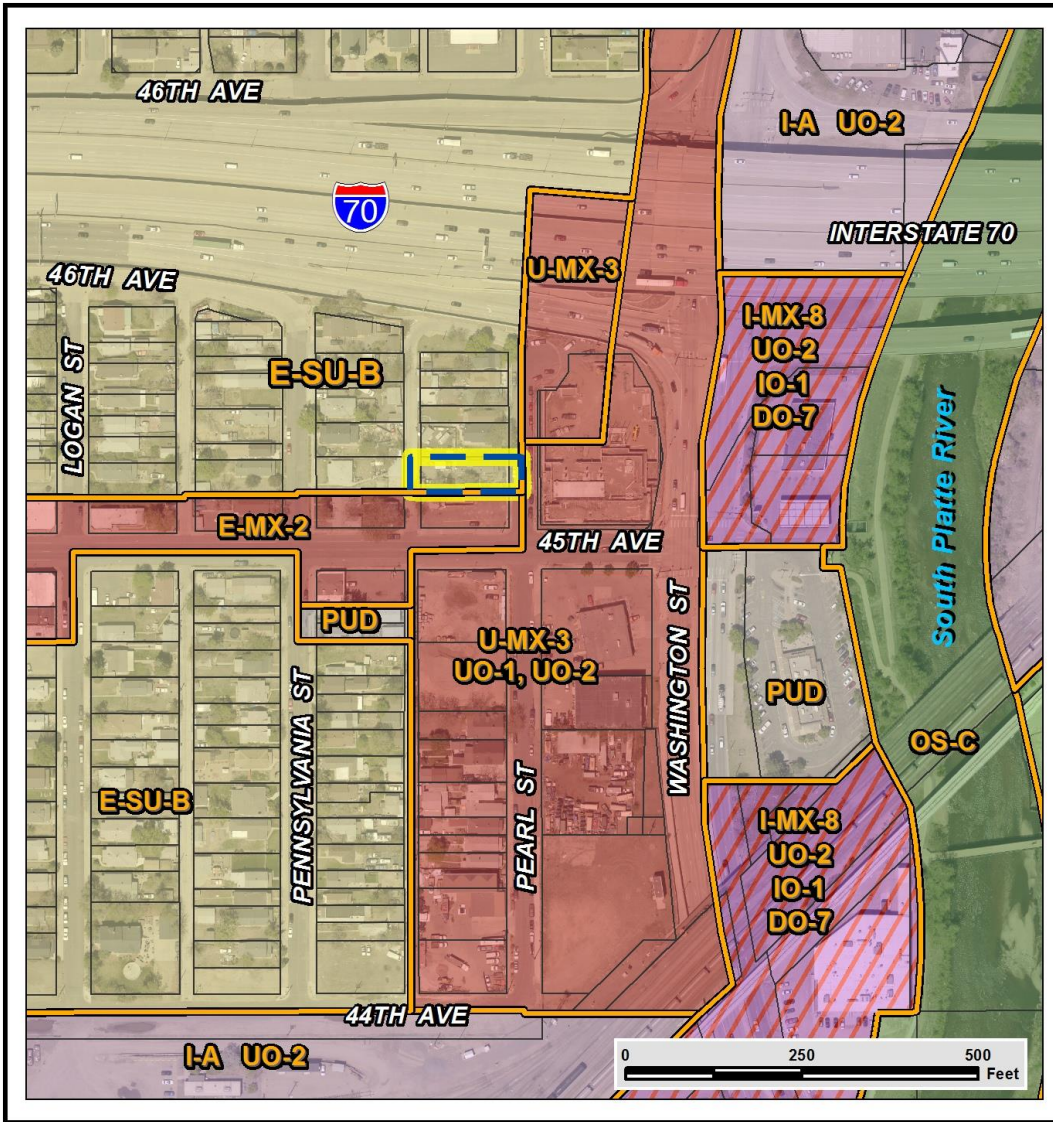 46TH AVE
I-A UO-2
70
INTERSTATE 70
U-MX-3
46TH AVE
I-MX-8
UO-2
IO-1
DO-7
LOGAN ST
E-SU-B
South Platte River
E-MX-2
45TH AVE
WASHINGTON ST
PUD
U-MX-3
UO-1, UO-2
PENNSYLVANIA ST
PUD
OS-C
PEARL ST
E-SU-B
I-MX-8
UO-2
IO-1
DO-7
44TH AVE
I-A UO-2
0 250 500
Feet